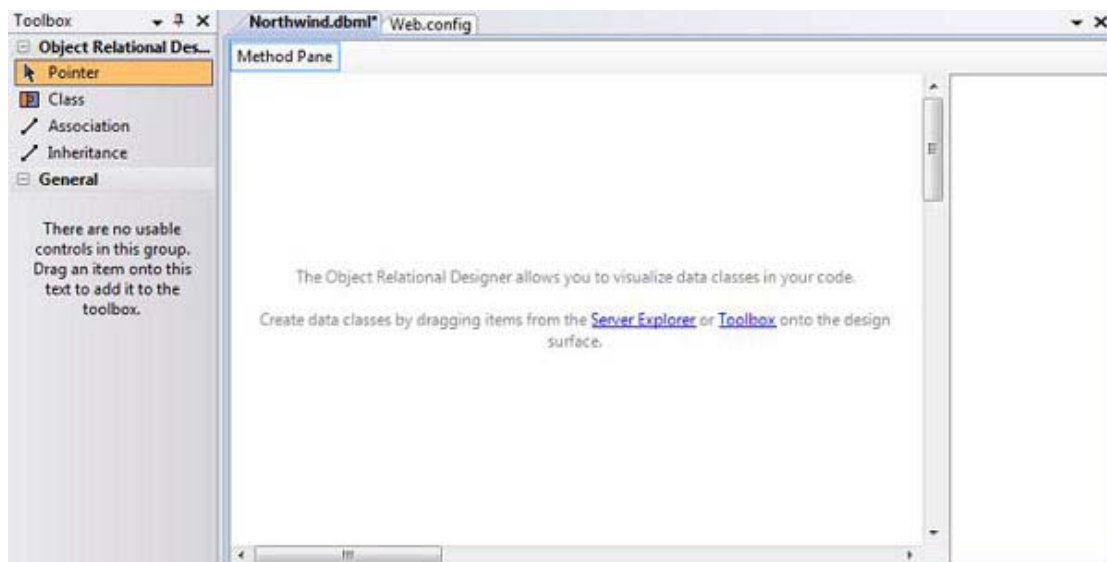 Toolbox
Object Relational Des...
Pointer
Class
Association
Inheritance
General
There are no usable
controls in this group.
Drag an item onto this
text to add it to the
toolbox.
Northwind.dbml* Web.config
Method Pane
The Object Relational Designer allows you to visualize data classes in your code.
Create data classes by dragging items from the Server Explorer or Toolbox onto the design
surface.